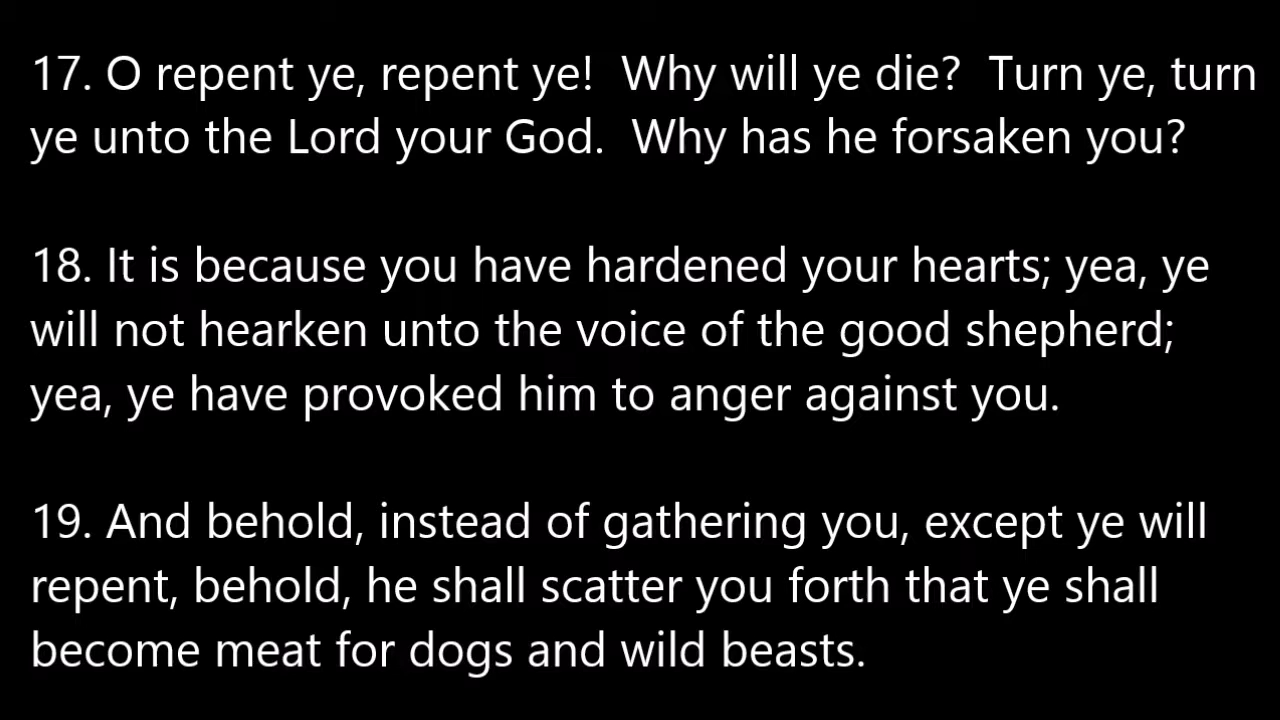 17. O repent ye, repent ye!  Why will ye die?  Turn ye, turn
ye unto the Lord your God.  Why has he forsaken you?
18. It is because you have hardened your hearts; yea, ye
will not hearken unto the voice of the good shepherd;
yea, ye have provoked him to anger against you.
19. And behold, instead of gathering you, except ye will
repent, behold, he shall scatter you forth that ye shall
become meat for dogs and wild beasts.